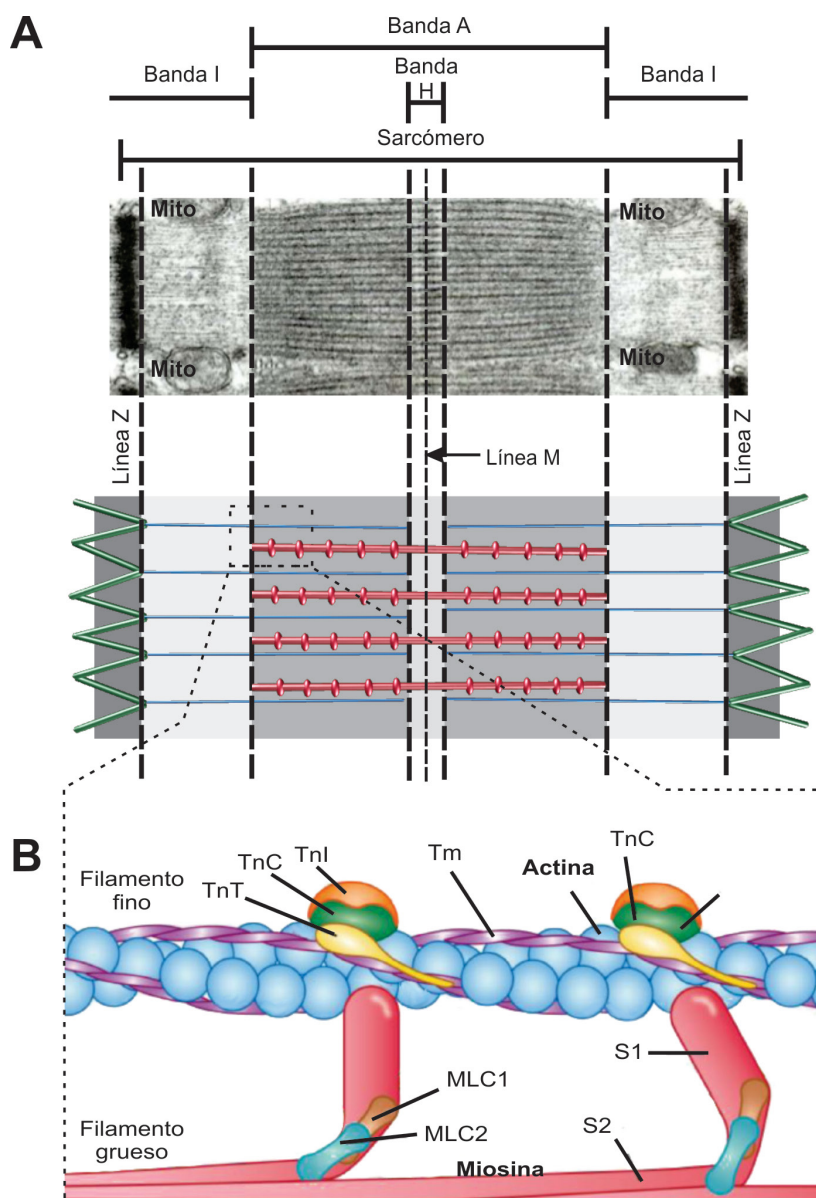 A
Banda A
Banda I
Banda
H
Banda I
Sarcómero
Mito
Mito
Mito
Mito
Línea Z
Línea M
Línea Z
B
Filamento
fino
TnT
TnC
TnI
Tm
Actina
TnC
S1
MLC1
MLC2
S2
Filamento
grueso
Miosina